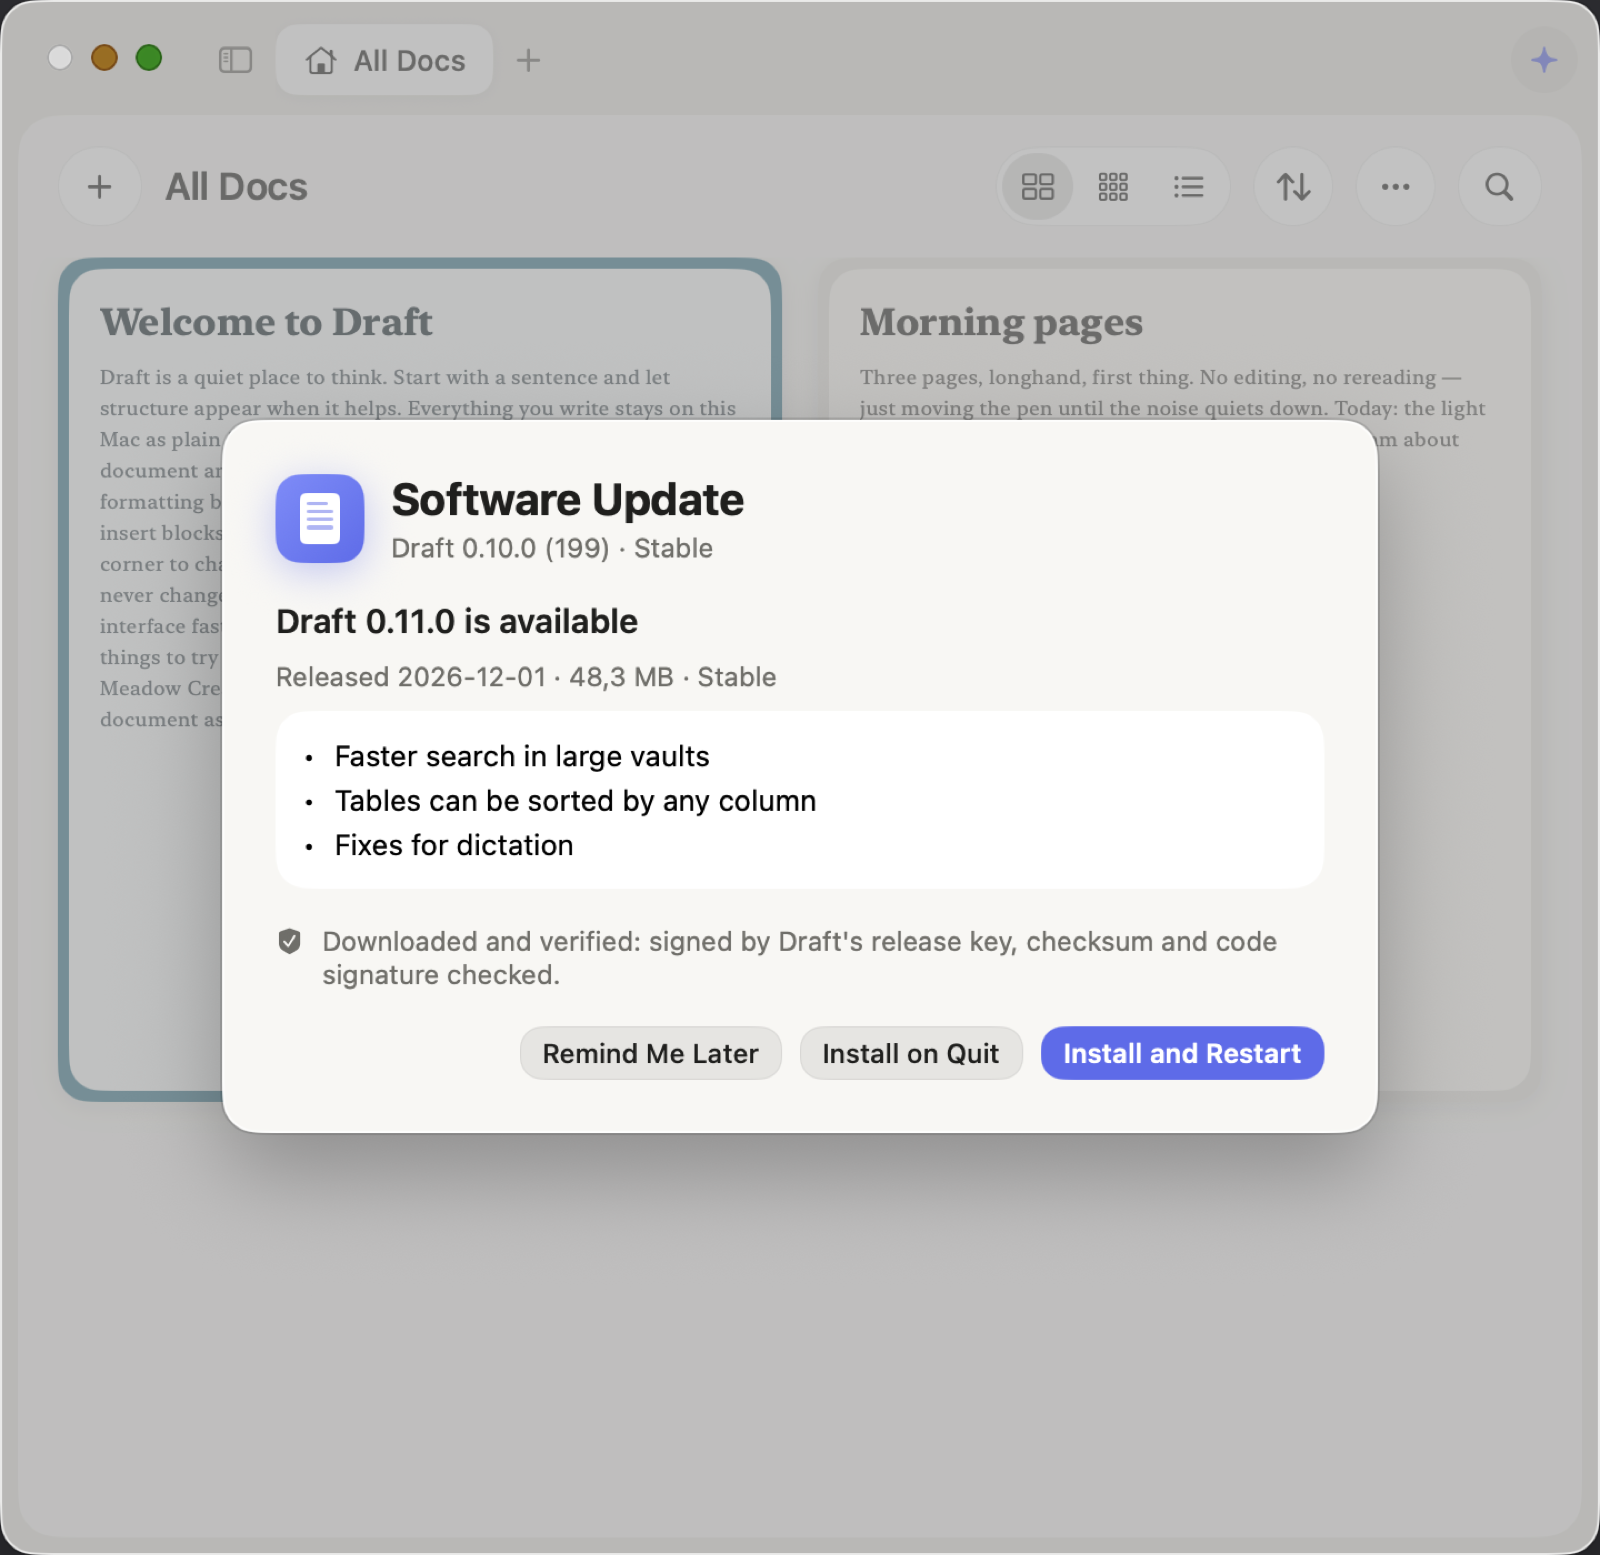 All Docs
All Docs
Welcome to Draft
Draft is a quiet place to think. Start with a sentence and let
structure appear when it helps. Everything you write stays on this
Mac as plain
document
formatting
insert blocks
corner to
never
interface
things to try
Meadow
document
Morning pages
Three pages, longhand, first thing. No editing, no rereading —
just moving the pen until the noise quiets down. Today: the light
about
Software Update
Draft 0.10.0 (199) · Stable
Draft 0.11.0 is available
Released 2026-12-01 · 48,3 MB · Stable
• Faster search in large vaults
• Tables can be sorted by any column
• Fixes for dictation
Downloaded and verified: signed by Draft's release key, checksum and code
signature checked.
Remind Me Later
Install on Quit
Install and Restart